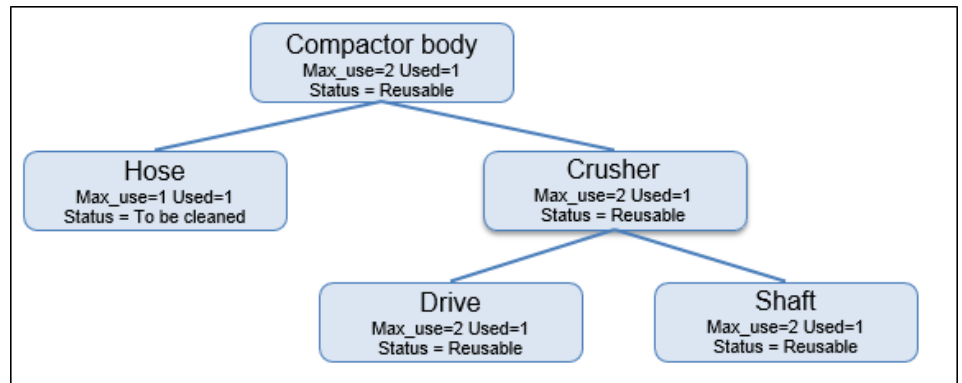 Compactor body
Max_use=2 Used=1
Status = Reusable
Hose
Max_use=1 Used=1
Status = To be cleaned
Crusher
Max_use=2 Used=1
Status = Reusable
Drive
Max_use=2 Used=1
Status = Reusable
Shaft
Max_use=2 Used=1
Status = Reusable